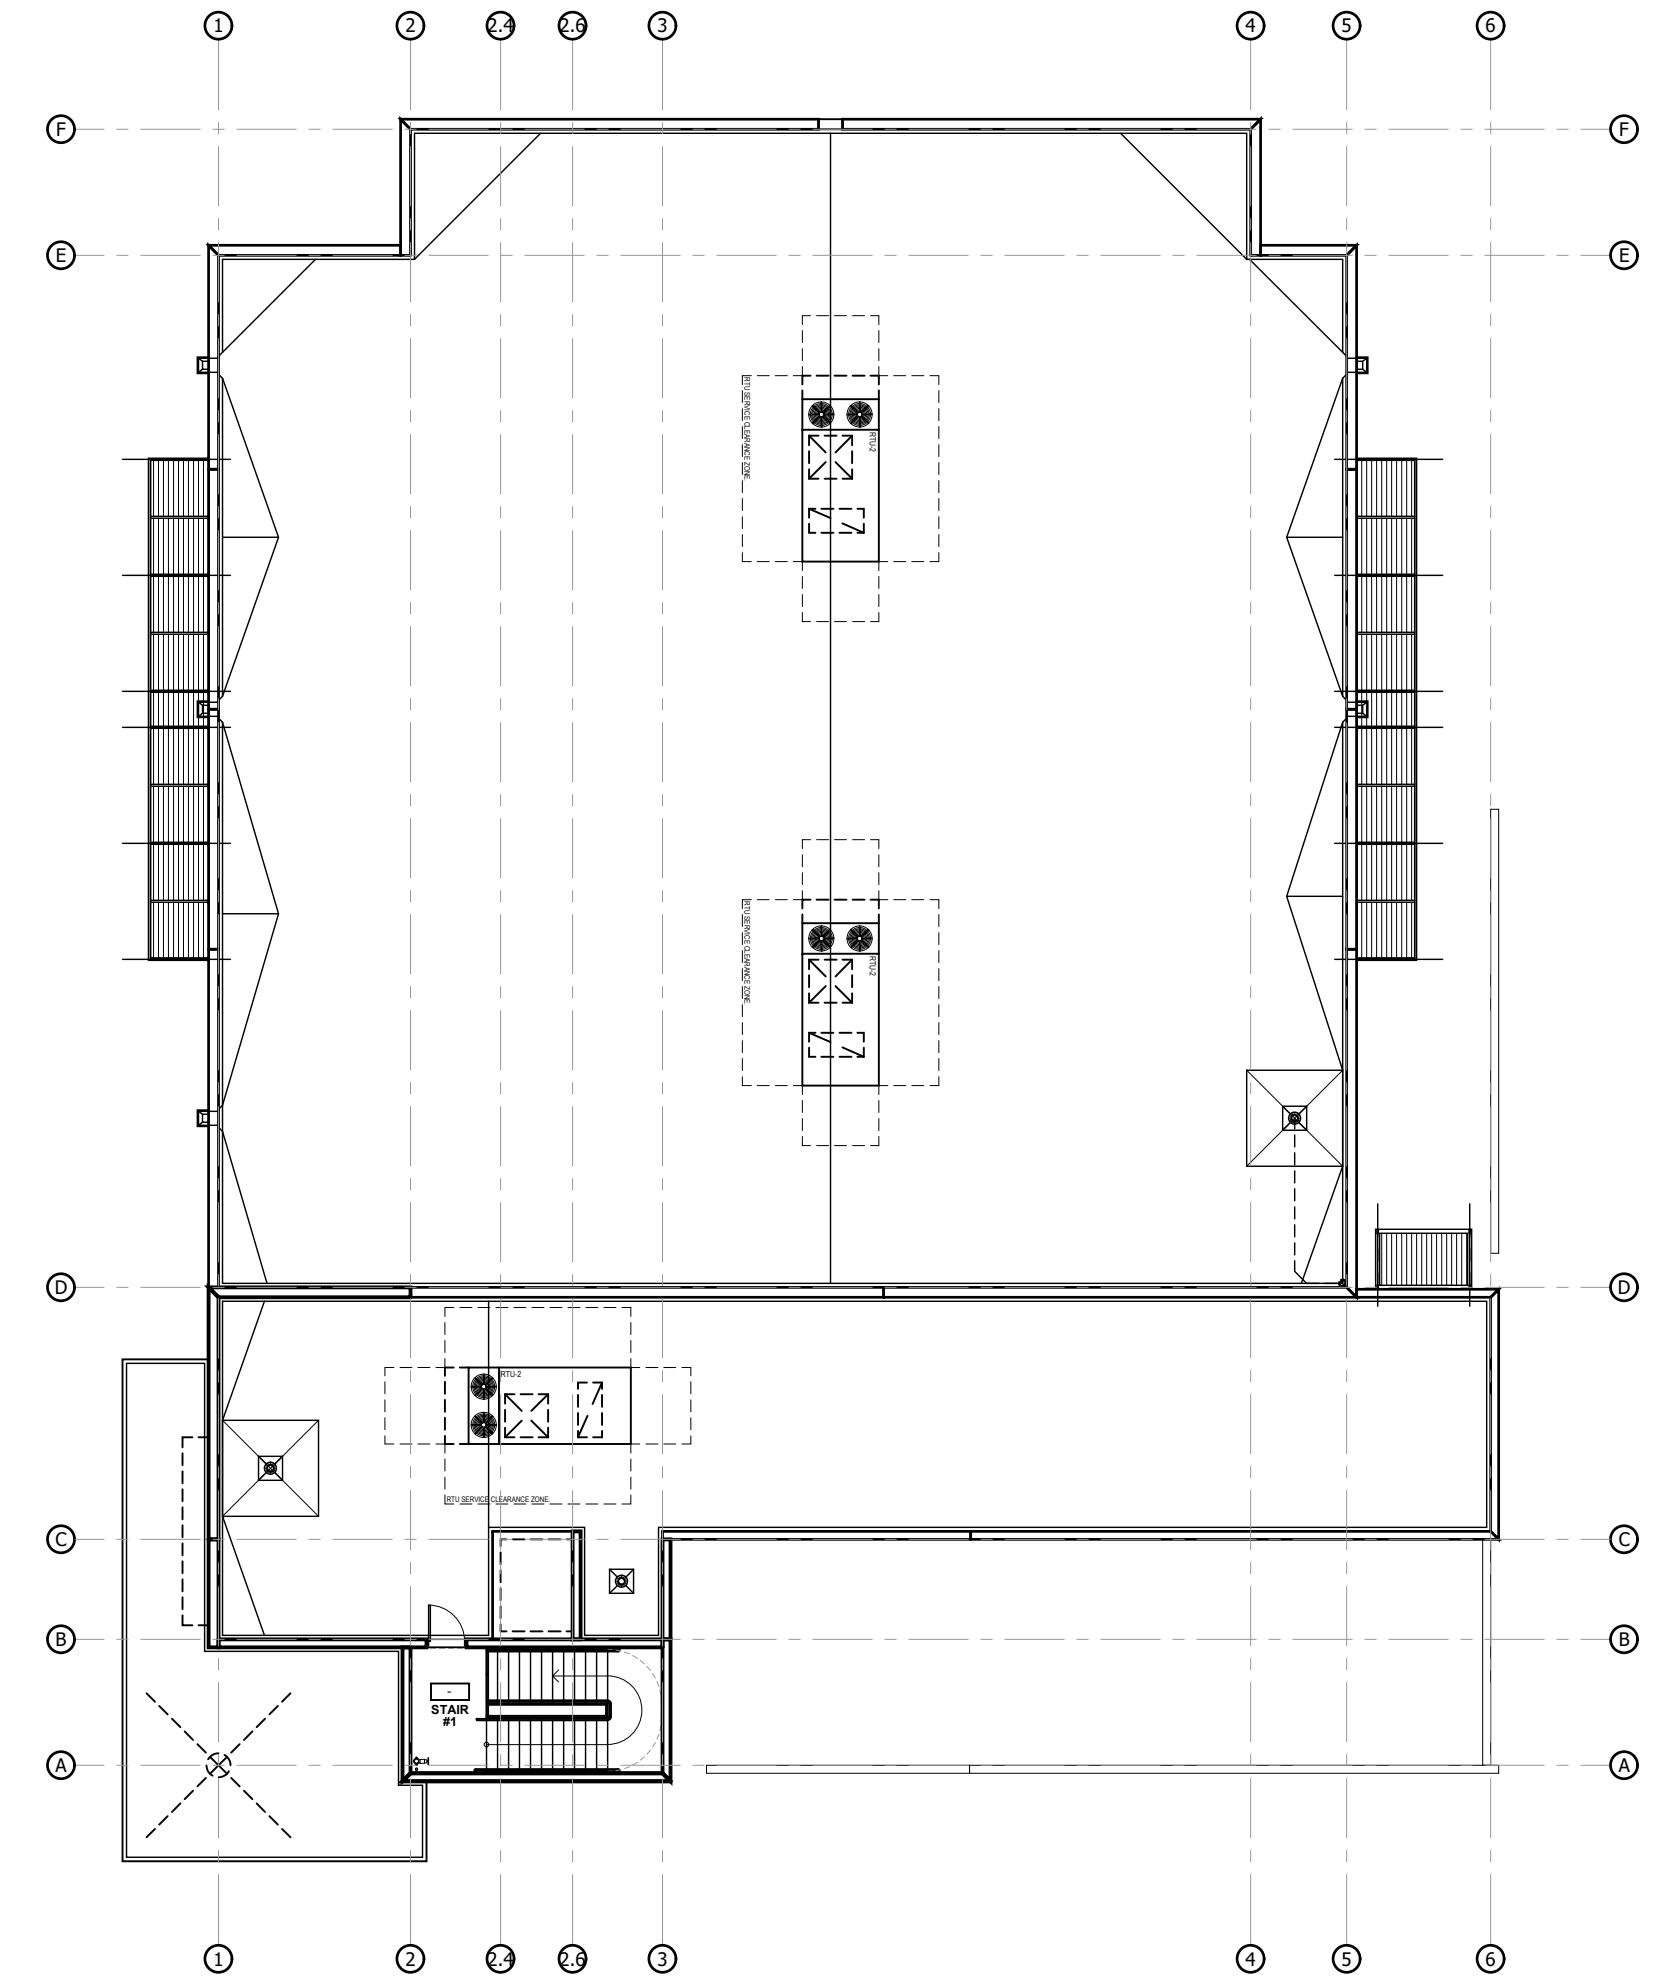 1 2 2.4 2.6 3 4 5 6
F F
E E
RTU SERVICE CLEARANCE ZONE.
RTU-2
RTU SERVICE CLEARANCE ZONE.
RTU-2
D D
RTU-2
RTU SERVICE CLEARANCE ZONE.
C C
B B
-
STAIR
#1
A A
1 2 2.4 2.6 3 4 5 6